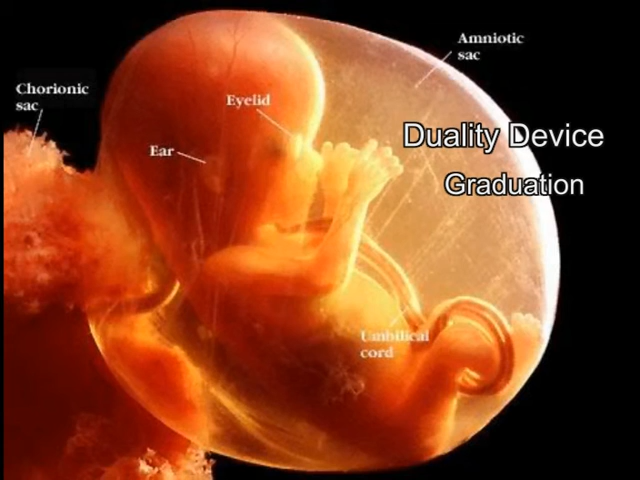 Amniotic
sac
Chorionic
sac
Eyelid
Duality Device
Ear
Graduation
Umbilical
cord